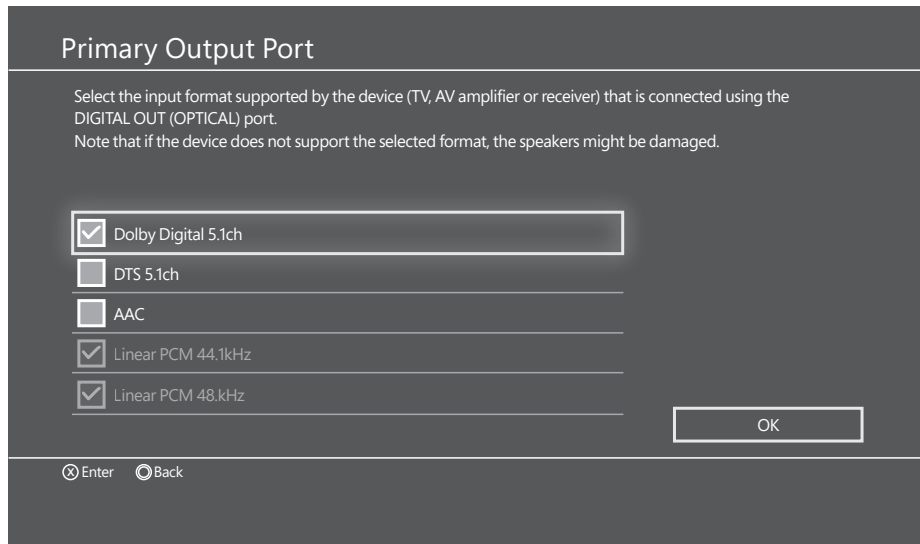 Primary Output Port
Select the input format supported by the device (TV, AV amplifier or receiver) that is connected using the
DIGITAL OUT (OPTICAL) port.
Note that if the device does not support the selected format, the speakers might be damaged.
Dolby Digital 5.1ch
DTS 5.1ch
AAC
Linear PCM 44.1kHz
Linear PCM 48.kHz
OK
X Enter Back